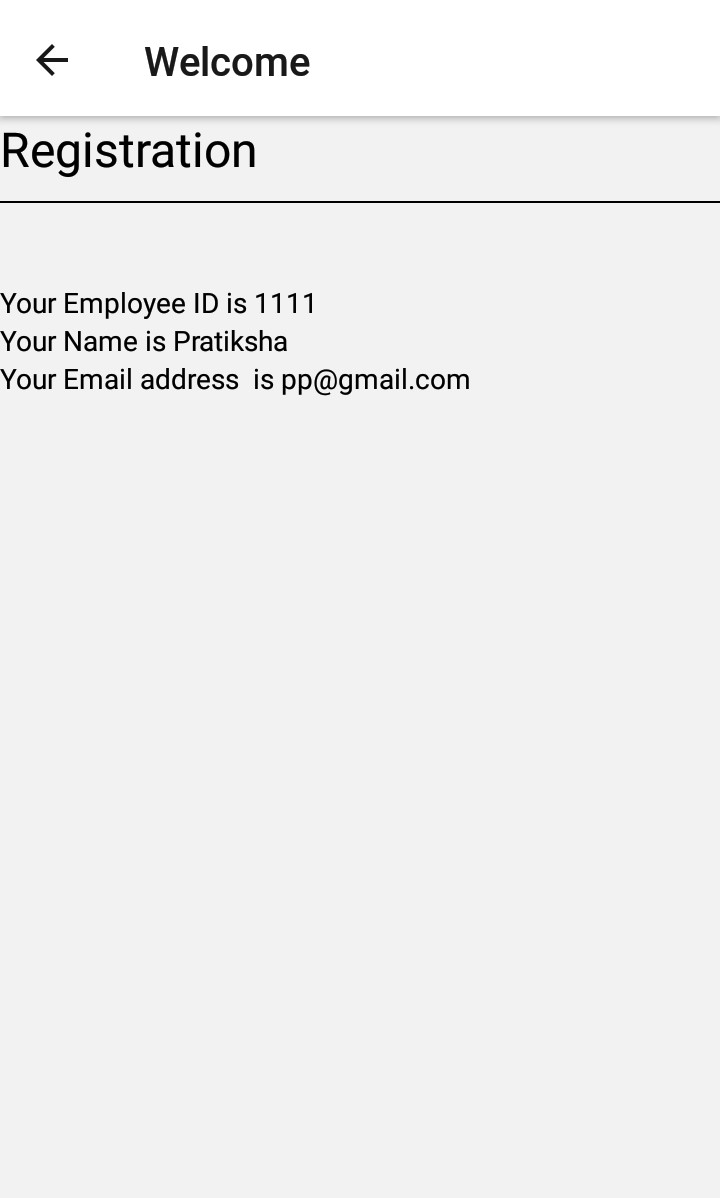 Welcome
Registration
Your Employee ID is 1111
Your Name is Pratiksha
Your Email address  is pp@gmail.com